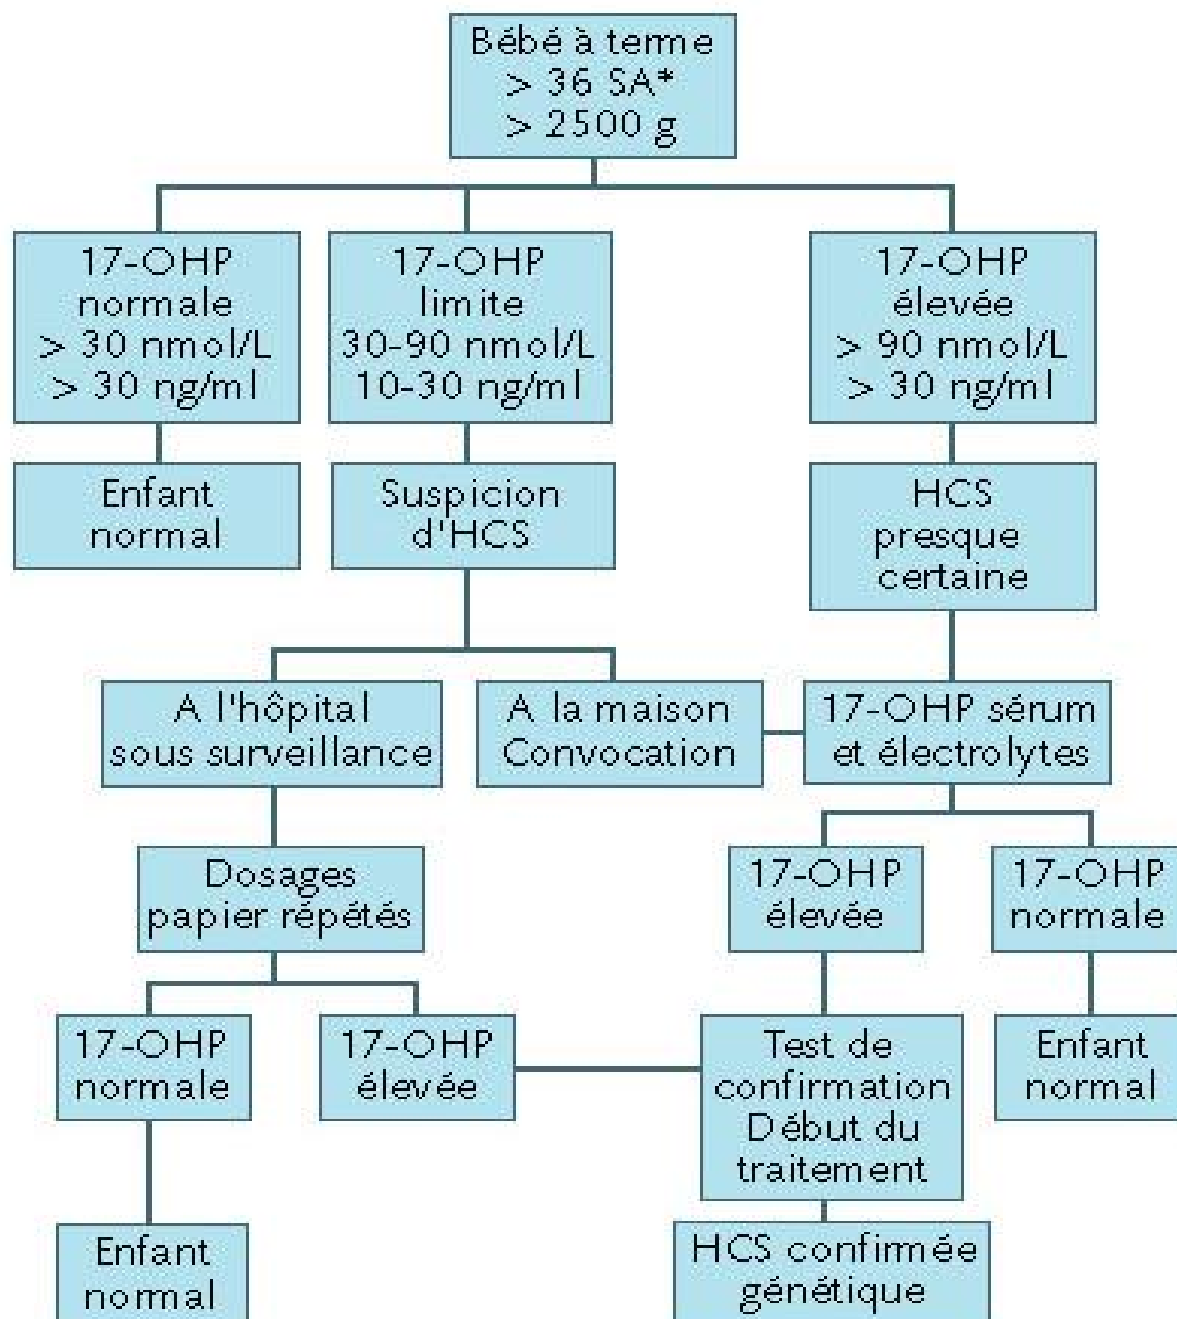 Bébé à terme
> 36 SA*
> 2500 g
17-OHP
normale
> 30 nmol/L
> 30 ng/ml
17-OHP
limite
30-90 nmol/L
10-30 ng/ml
17-OHP
élevée
> 90 nmol/L
> 30 ng/ml
Enfant
normal
Suspicion
d'HCS
HCS
presque
certaine
A l'hôpital
sous surveillance
A la maison
Convocation
17-OHP sérum
et électrolytes
Dosages
papier répétés
17-OHP
élevée
17-OHP
normale
17-OHP
normale
17-OHP
élevée
Test de
confirmation
Début du
traitement
Enfant
normal
Enfant
normal
HCS confirmée
génétique